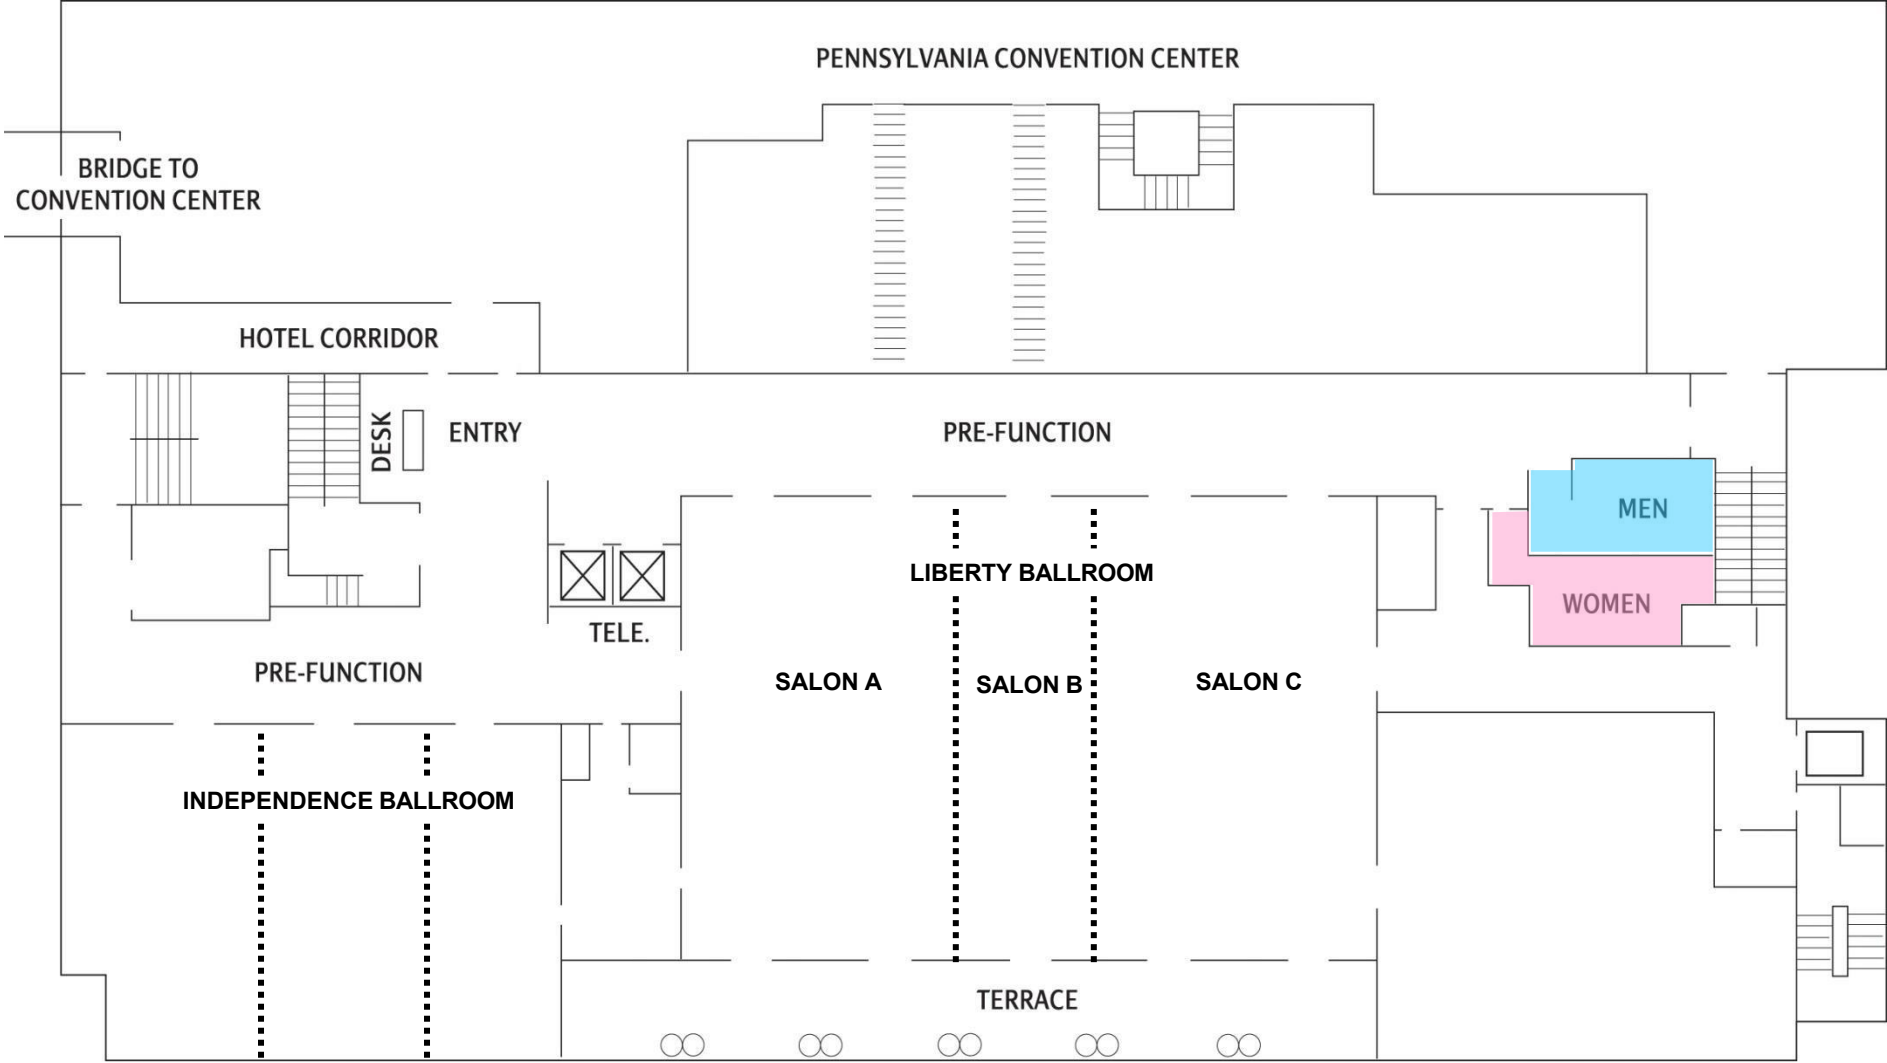 PENNSYLVANIA CONVENTION CENTER
BRIDGE TO
CONVENTION CENTER
HOTEL CORRIDOR
DESK
ENTRY
PRE-FUNCTION
MEN
WOMEN
LIBERTY BALLROOM
TELE.
PRE-FUNCTION
SALON A
SALON B
SALON C
INDEPENDENCE BALLROOM
TERRACE